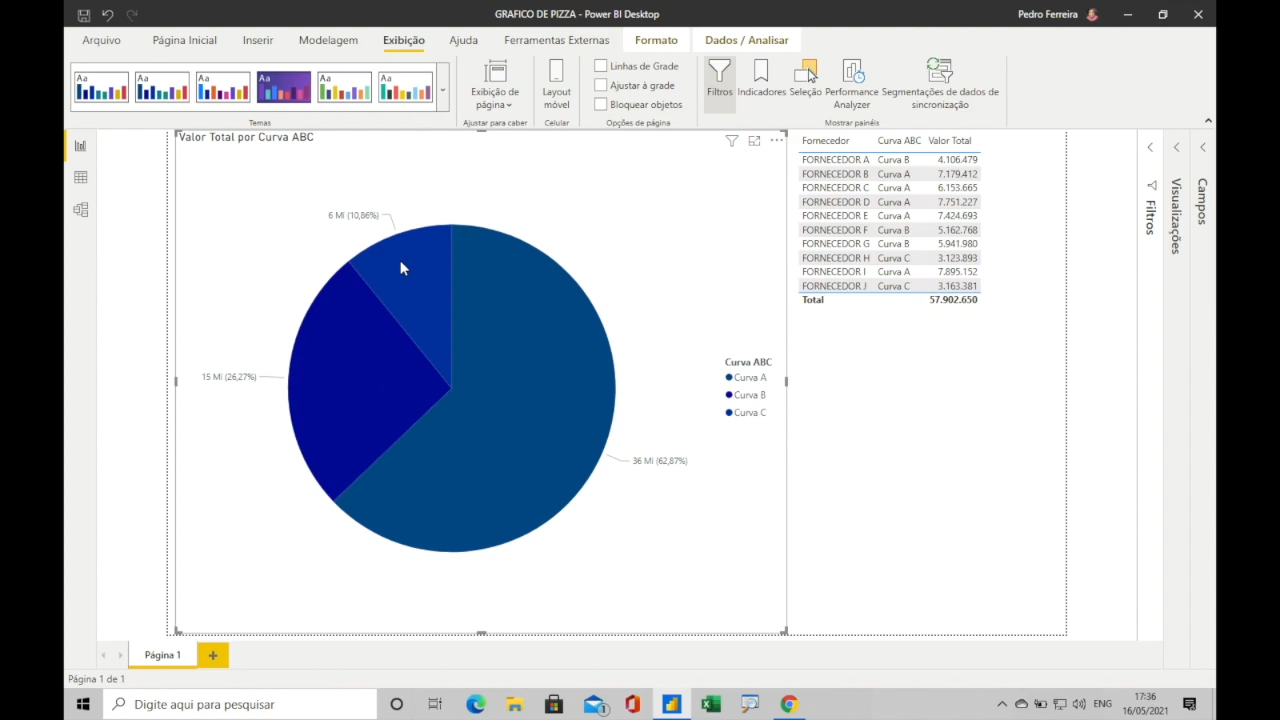 GRAFICO DE PIZZA - Power BI Desktop
Pedro Ferreira
Arquivo
Página Inicial
Inserir
Modelagem
Exibição
Ajuda
Ferramentas Externas
Formato
Dados / Analisar
Aa
Aa
Aa
Aa
Aa
Aa
Temas
Exibição de
página
Ajustar para caber
Layout
móvel
Celular
Linhas de Grade
Ajustar à grade
Bloquear objetos
Opções de página
Filtros
Indicadores
Seleção
Performance
Analyzer
Segmentações de dados de
sincronização
Mostrar painéis
Valor Total por Curva ABC
6 Mi (10,86%)
15 Mi (26,27%)
36 Mi (62,87%)
Curva ABC
Curva A
Curva B
Curva C
Fornecedor Curva ABC Valor Total
FORNECEDOR A Curva B 4.106.479
FORNECEDOR B Curva A 7.179.412
FORNECEDOR C Curva A 6.153.665
FORNECEDOR D Curva A 7.751.227
FORNECEDOR E Curva A 7.424.693
FORNECEDOR F Curva B 5.162.768
FORNECEDOR G Curva B 5.941.980
FORNECEDOR H Curva C 3.123.893
FORNECEDOR I Curva A 7.895.152
FORNECEDOR J Curva C 3.163.381
Total 57.902.650
Filtros
Visualizações
Campos
Página 1
Página 1 de 1
Digite aqui para pesquisar
1
ENG
17:36
16/05/2021